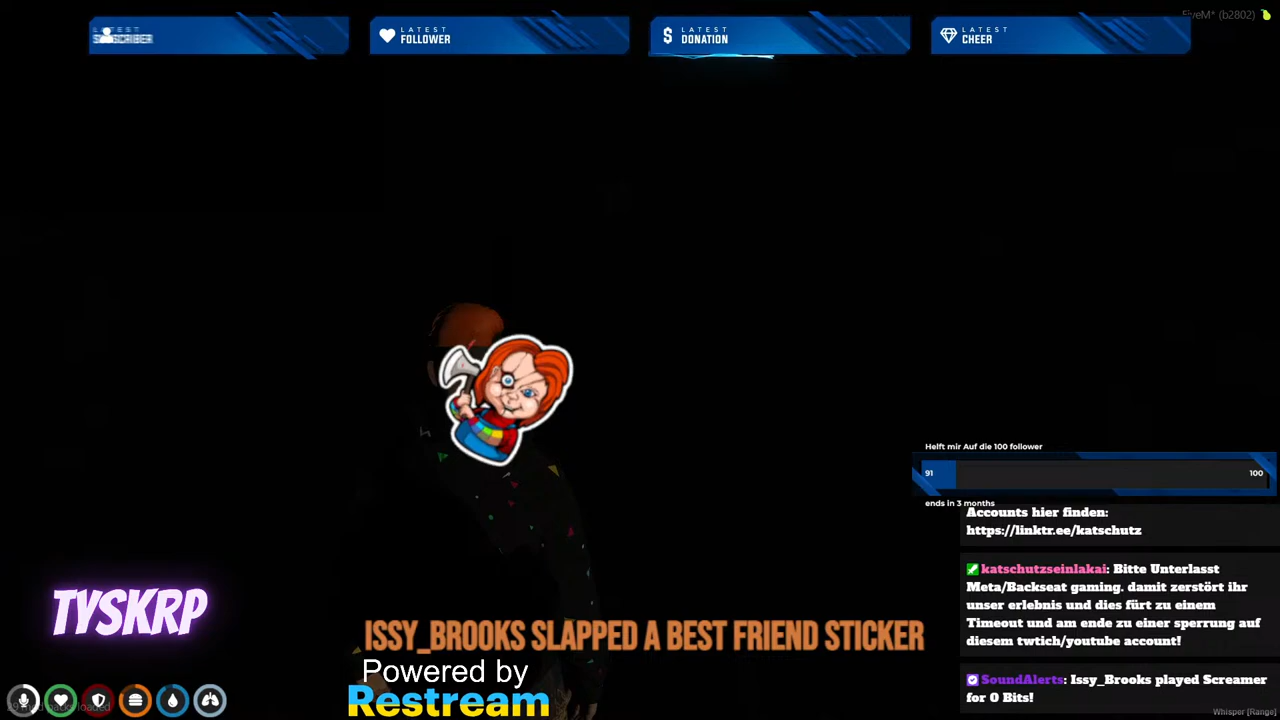 FiveM* (b2802)
LATEST
SUBSCRIBER
LATEST
FOLLOWER
LATEST
DONATION
LATEST
CHEER
Helft mir Auf die 100 follower
91
100
ends in 3 months
Accounts hier finden:
https://linktr.ee/katschutz
katschutzseinlakai: Bitte Unterlasst
Meta/Backseat gaming. damit zerstört ihr
unser erlebnis und dies fürt zu einem
Timeout und am ende zu einer sperrung auf
diesem twtich/youtube account!
SoundAlerts: Issy_Brooks played Screamer
for 0 Bits!
TYSKRP
ISSY_BROOKS SLAPPED A BEST FRIEND STICKER
Powered by
Restream
Whisper [Range]